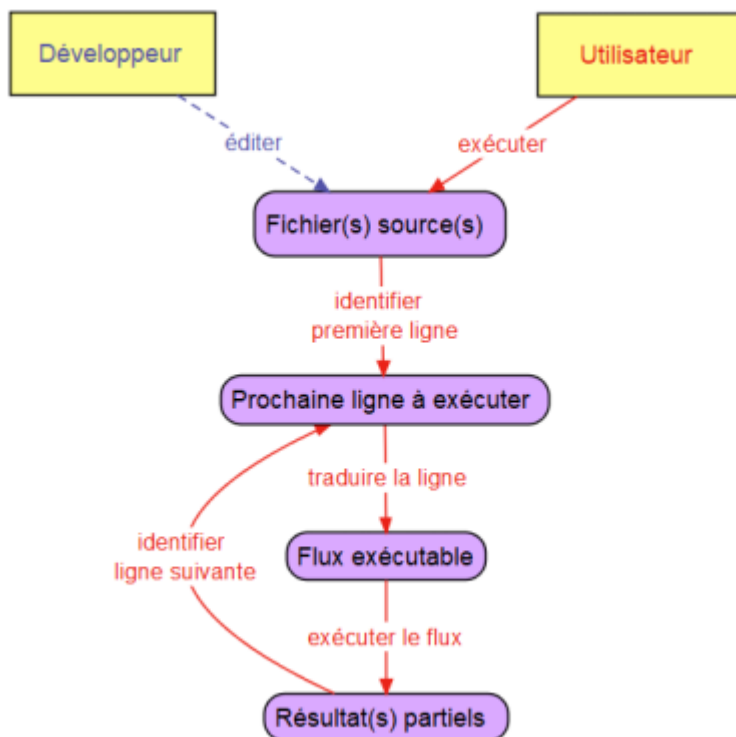 Développeur
Utilisateur
éditer
exécuter
Fichier(s) source(s)
identifier
première ligne
Prochaine ligne à exécuter
traduire la ligne
identifier
ligne suivante
Flux exécutable
exécuter le flux
Résultat(s) partiels